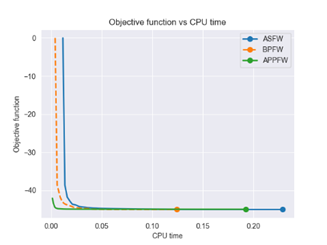 Objective function vs CPU time
ASFW
BPFW
APPFW
Objective function
0
−10
−20
−30
−40
0.00
0.05
0.10
0.15
0.20
CPU time